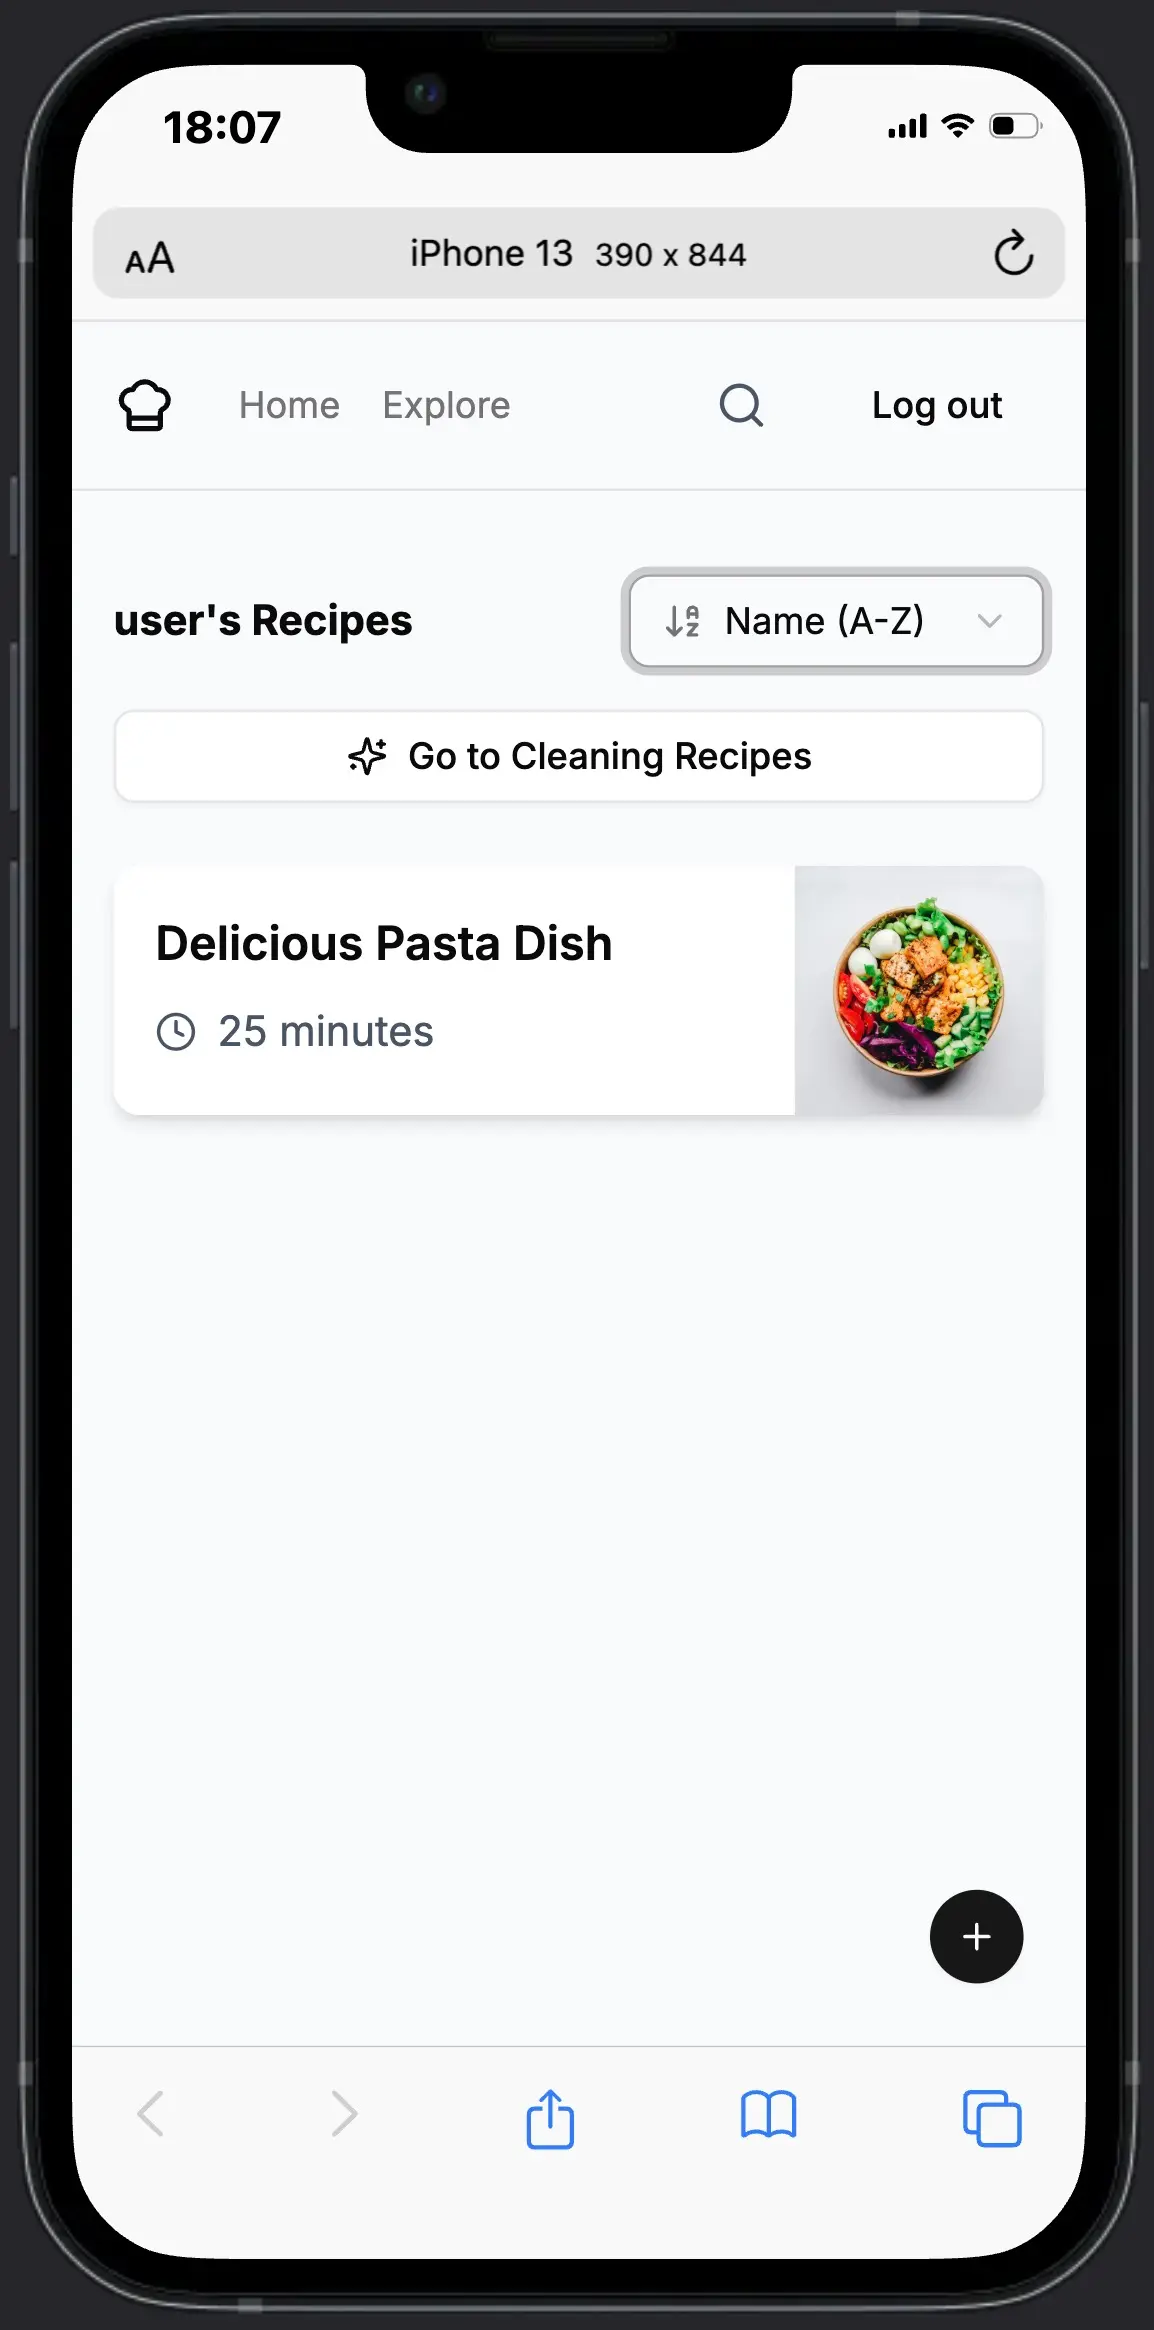 18:07
AA iPhone 13 390 x 844
Home Explore Log out
user's Recipes
Name (A-Z)
Go to Cleaning Recipes
Delicious Pasta Dish
25 minutes